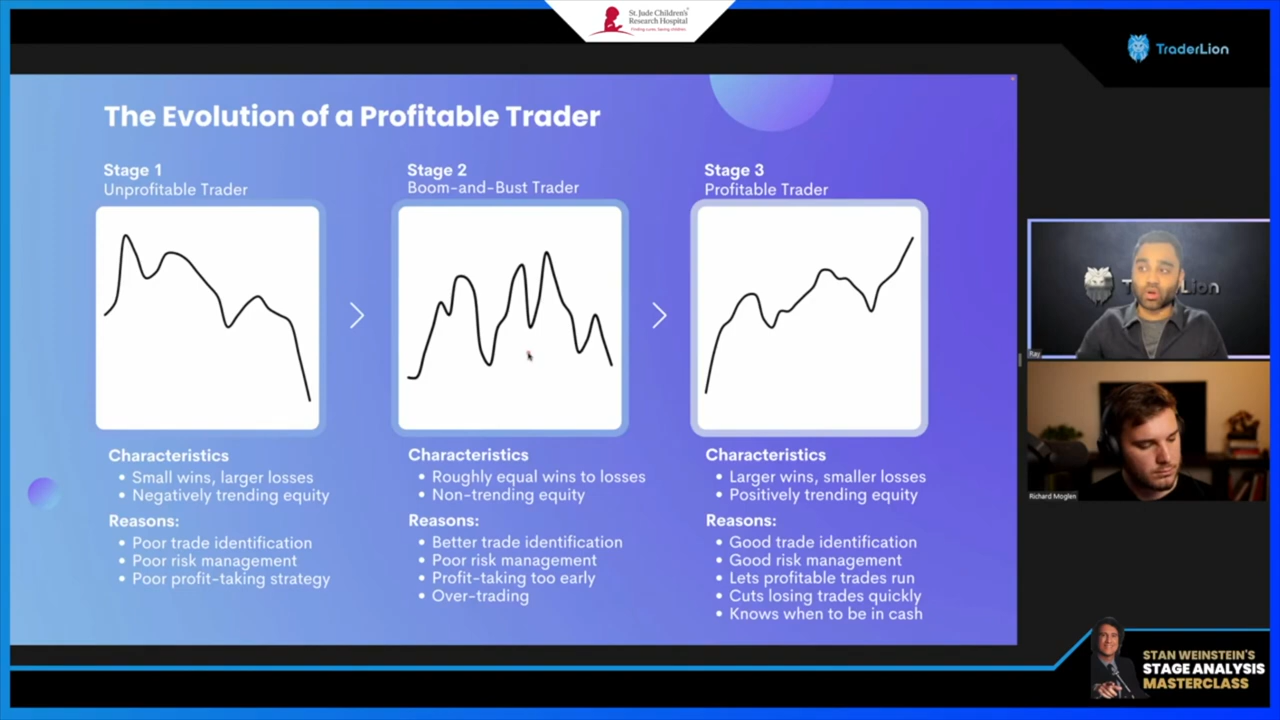 St. Jude Children's
Research Hospital
Finding cures. Saving children.
TraderLion
The Evolution of a Profitable Trader
Stage 1
Unprofitable Trader
Stage 2
Boom-and-Bust Trader
Stage 3
Profitable Trader
Characteristics
• Small wins, larger losses
• Negatively trending equity
Reasons:
• Poor trade identification
• Poor risk management
• Poor profit-taking strategy
Characteristics
• Roughly equal wins to losses
• Non-trending equity
Reasons:
• Better trade identification
• Poor risk management
• Profit-taking too early
• Over-trading
Characteristics
• Larger wins, smaller losses
• Positively trending equity
Reasons:
• Good trade identification
• Good risk management
• Lets profitable trades run
• Cuts losing trades quickly
• Knows when to be in cash
Ray
Richard Moglen
STAN WEINSTEIN'S
STAGE ANALYSIS
MASTERCLASS